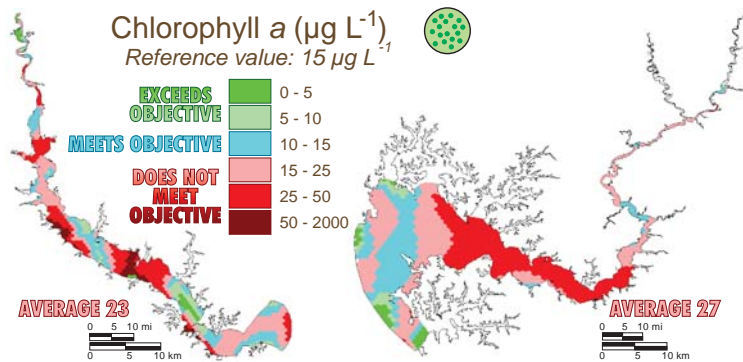 Chlorophyll a (µg L-1)
Reference value: 15 µg L-1
EXCEEDS
OBJECTIVE
MEETS OBJECTIVE
DOES NOT
MEET
OBJECTIVE
0 - 5
5 - 10
10 - 15
15 - 25
25 - 50
50 - 2000
AVERAGE 23
0 5 10 mi
0 5 10 km
AVERAGE 27
0 5 10 mi
0 5 10 km